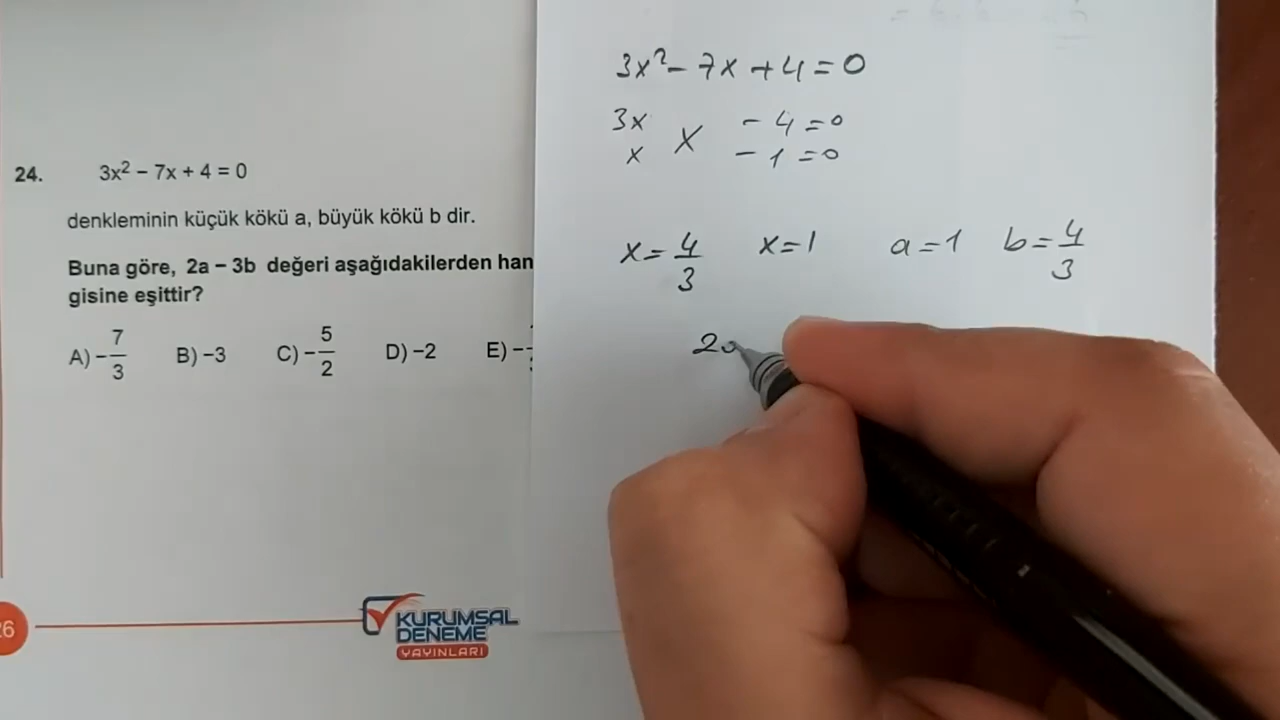 24. 3x² − 7x + 4 = 0
denkleminin küçük kökü a, büyük kökü b dir.
Buna göre, 2a − 3b değeri aşağıdakilerden han
gisine eşittir?
A) −7/3 B) −3 C) −5/2 D) −2 E) −
26
KURUMSAL
DENEME
YAYINLARI
3x² − 7x + 4 = 0
3x − 4 = 0
x − 1 = 0
x = 4/3 x = 1 a = 1 b = 4/3
2a